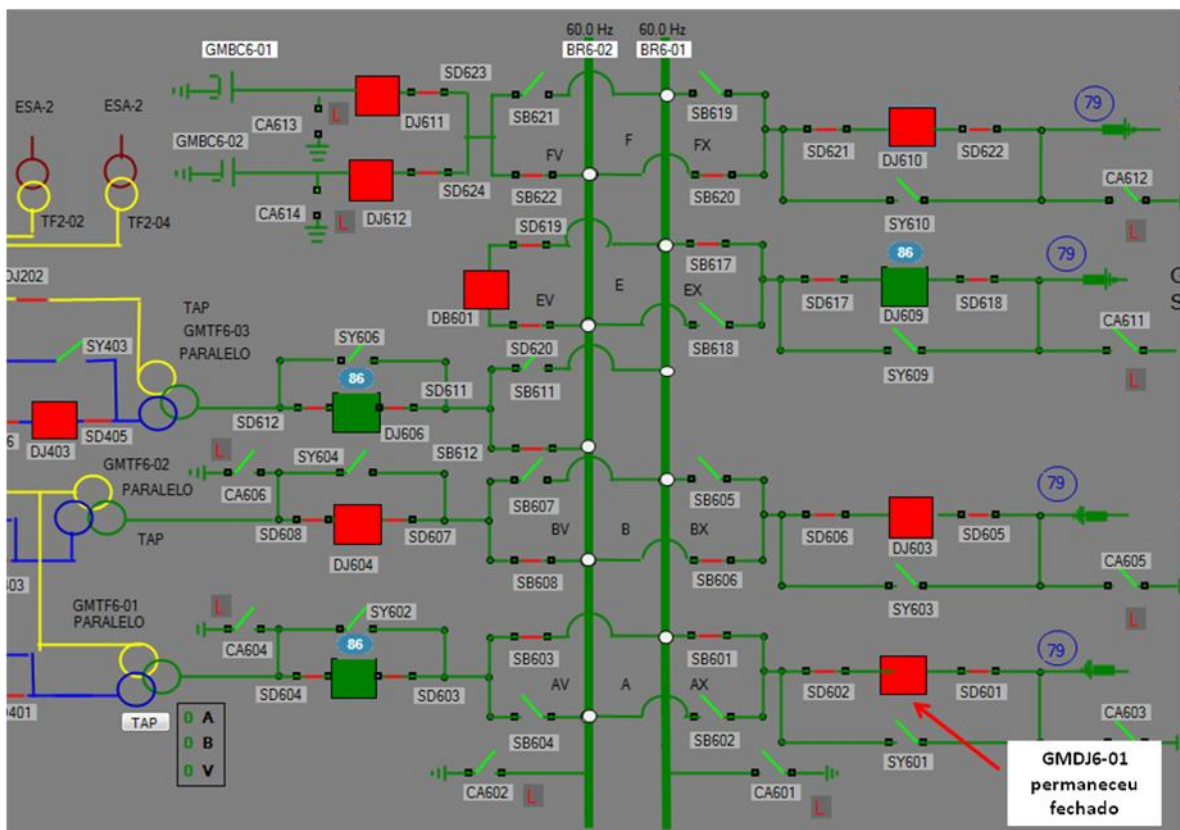 60.0 Hz 60.0 Hz
GMBC6-01 BR6-02 BR6-01
SD623
ESA-2 ESA-2 SB621 SB619 79
CA613 L DJ611 SD621 DJ610 SD622
GMBC6-02 FV F FX
SD624 CA612
TF2-02 TF2-04 CA614 L DJ612 SB622 SB620 SY610 L
SD619 86 79
DJ202 SB617
TAP EV E EX SD617 DJ609 SD618
GMTF6-03 DB601 CA611
PARALELO SY606 SD620 SB618
SY403 86 SD611 SB611 SY609 L
SD612 DJ606
6 DJ403 SD405 SB612
GMTF6-02 L SY604
PARALELO CA606 SB607 SB605 79
TAP SD608 DJ604 SD607 BV B BX SD606 DJ603 SD605
403 SB608 SB606 CA605
GMTF6-01 L SY602 SY603 L
PARALELO CA604 86 SB603 SB601 79
SD604 SD603 AV A AX SD602 SD601
D401 TAP 0 A SB604 SB602 CA603
0 B SY601
0 V CA602 L CA601 L
GMDJ6-01
permaneceu
fechado